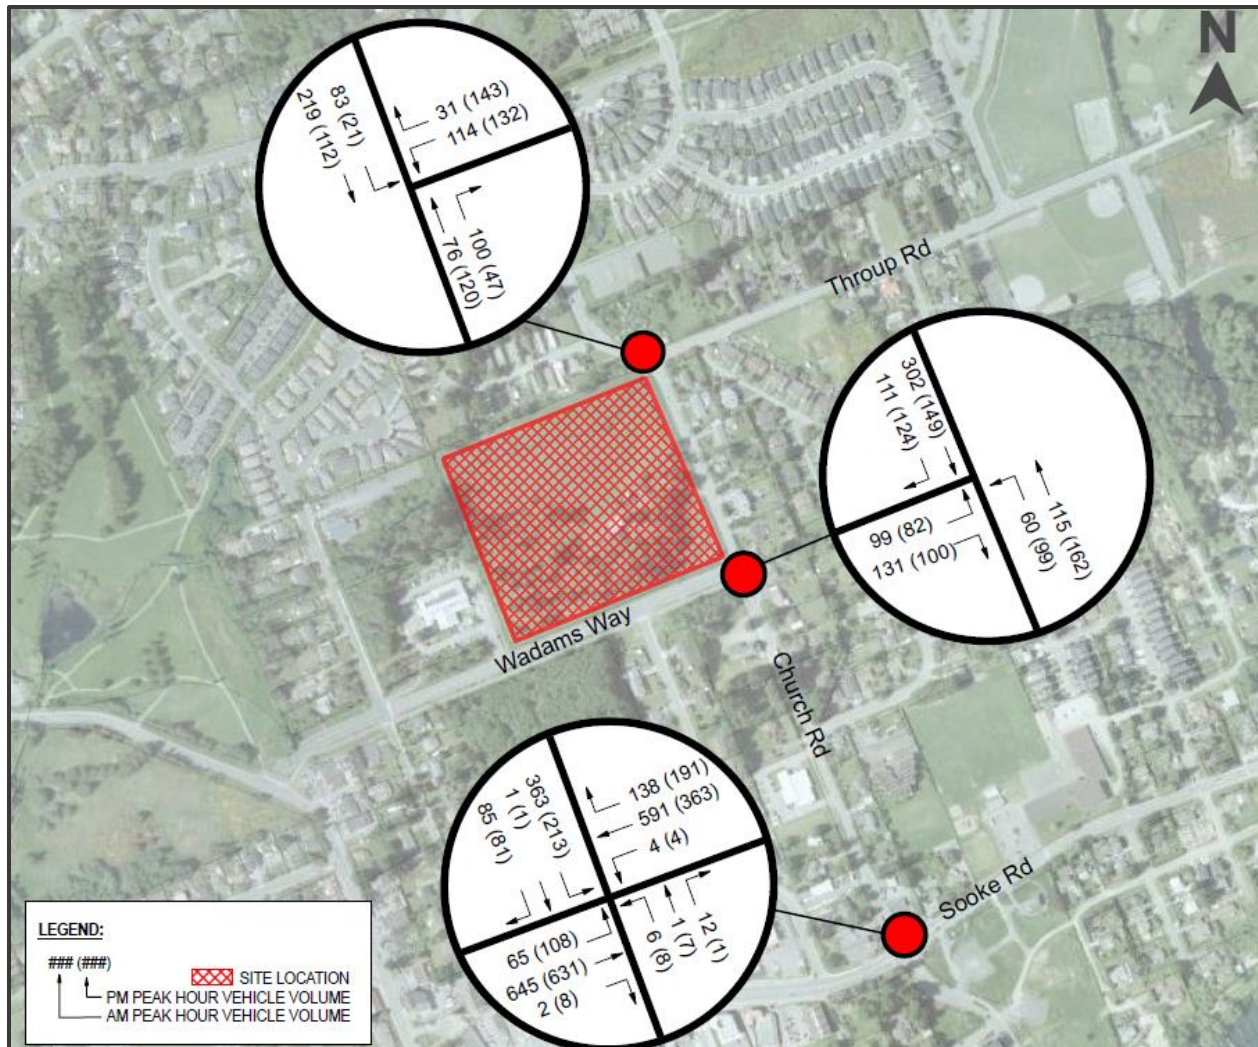 N
83 (21)
219 (112)
31 (143)
114 (132)
100 (47)
76 (120)
Throup Rd
302 (149)
111 (124)
99 (82)
131 (100)
115 (162)
60 (99)
Wadams Way
Church Rd
363 (213)
1 (1)
85 (81)
138 (191)
591 (363)
4 (4)
65 (108)
645 (631)
2 (8)
12 (1)
1 (7)
6 (8)
Sooke Rd
LEGEND:
### (###)
SITE LOCATION
PM PEAK HOUR VEHICLE VOLUME
AM PEAK HOUR VEHICLE VOLUME